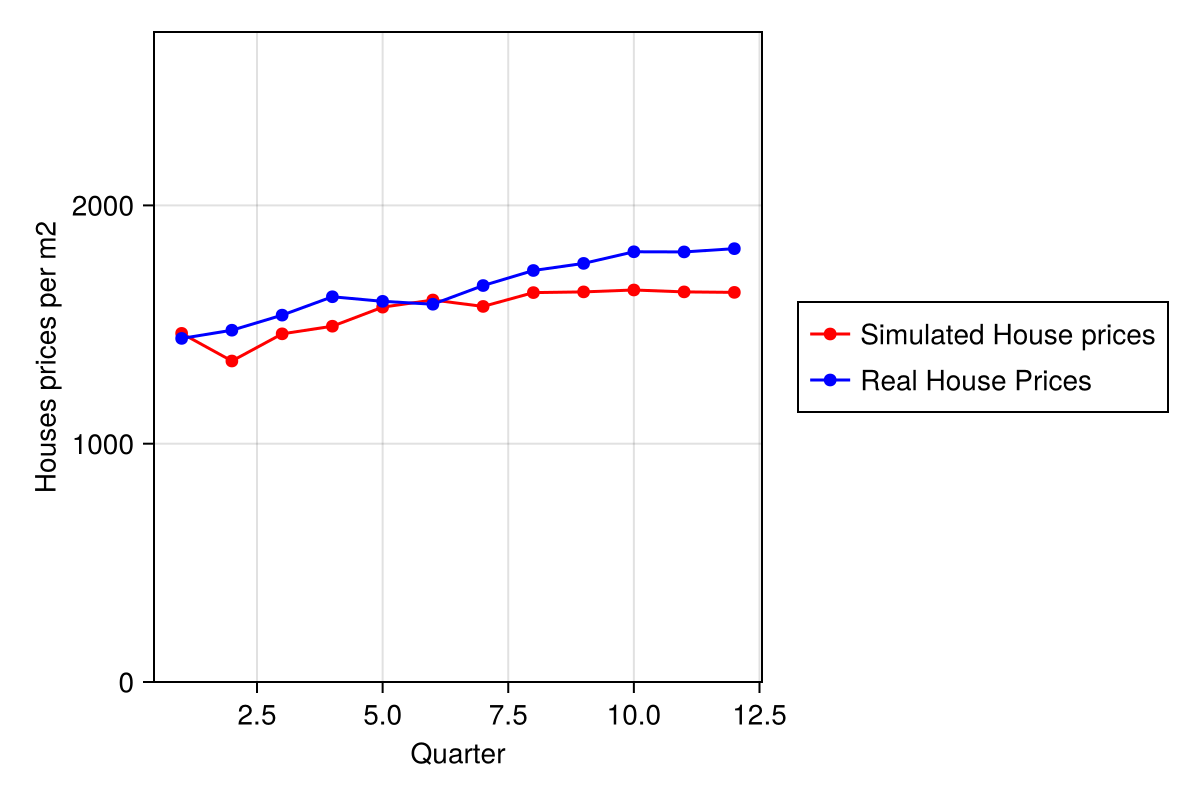 Houses prices per m2
2000
1000
0
2.5 5.0 7.5 10.0 12.5
Quarter
Simulated House prices
Real House Prices